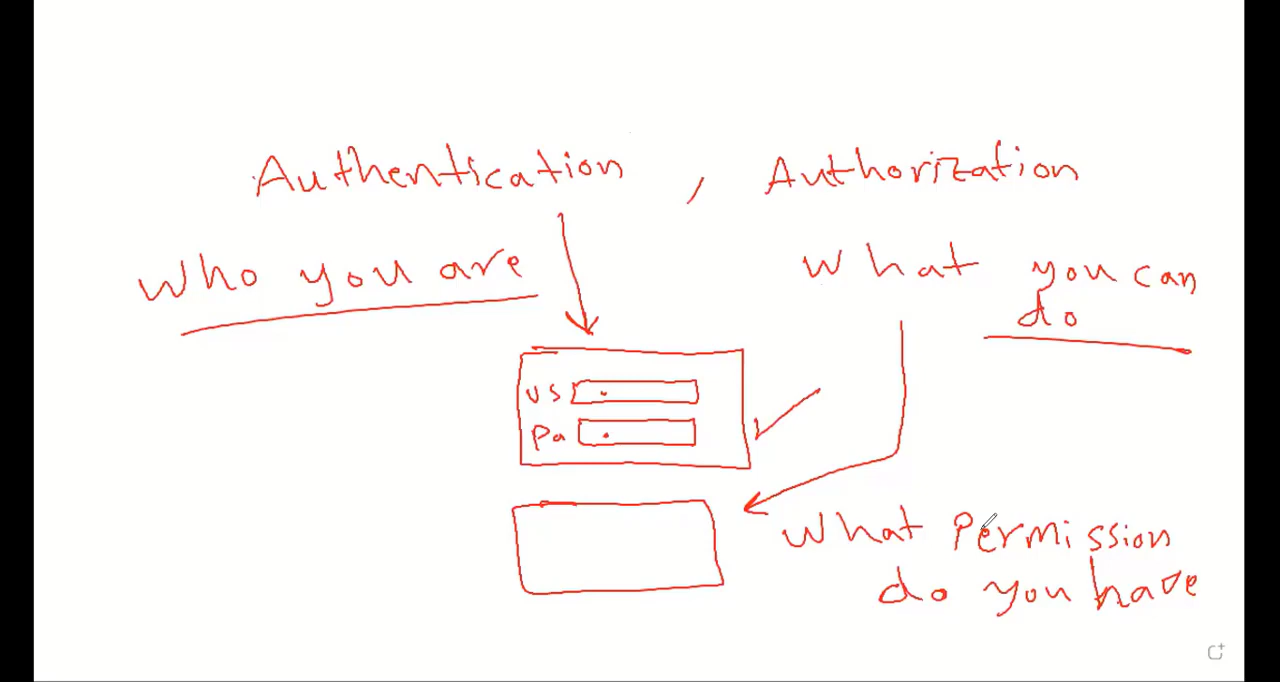 Authentication , Authorization
Who you are
What you can
do
US
Pa
What Permission
do you have